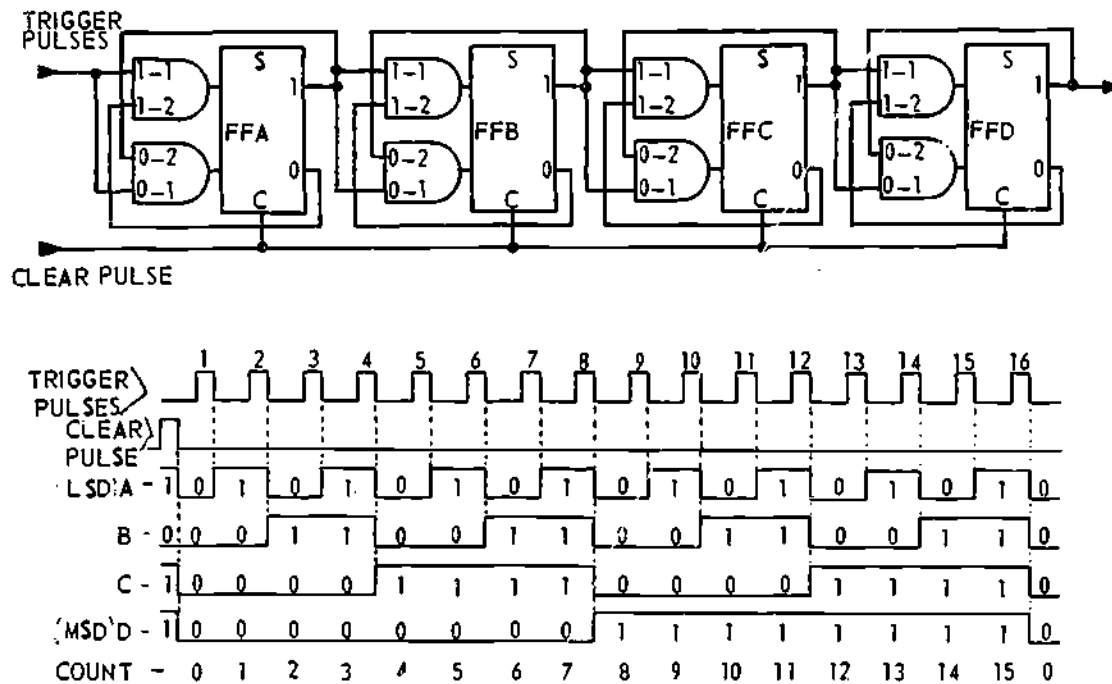 TRIGGER
PULSES
S S S S
1-1 1 1-1 1 1-1 1 1-1 1
1-2 1-2 1-2 1-2
FFA FFB FFC FFD
0-2 0 0-2 0 0-2 0 0-2 0
0-1 0-1 0-1 0-1
C C C C
CLEAR PULSE
1 2 3 4 5 6 7 8 9 10 11 12 13 14 15 16
TRIGGER
PULSES
CLEAR
PULSE
LSD)A - 1 0 1 0 1 0 1 0 1 0 1 0 1 0 1 0 1 0
B - 0 0 0 1 1 0 0 1 1 0 0 1 1 0 0 1 1 0
C - 1 0 0 0 0 1 1 1 1 0 0 0 0 1 1 1 1 0
(MSD)D - 1 0 0 0 0 0 0 0 0 1 1 1 1 1 1 1 1 0
COUNT - 0 1 2 3 4 5 6 7 8 9 10 11 12 13 14 15 0